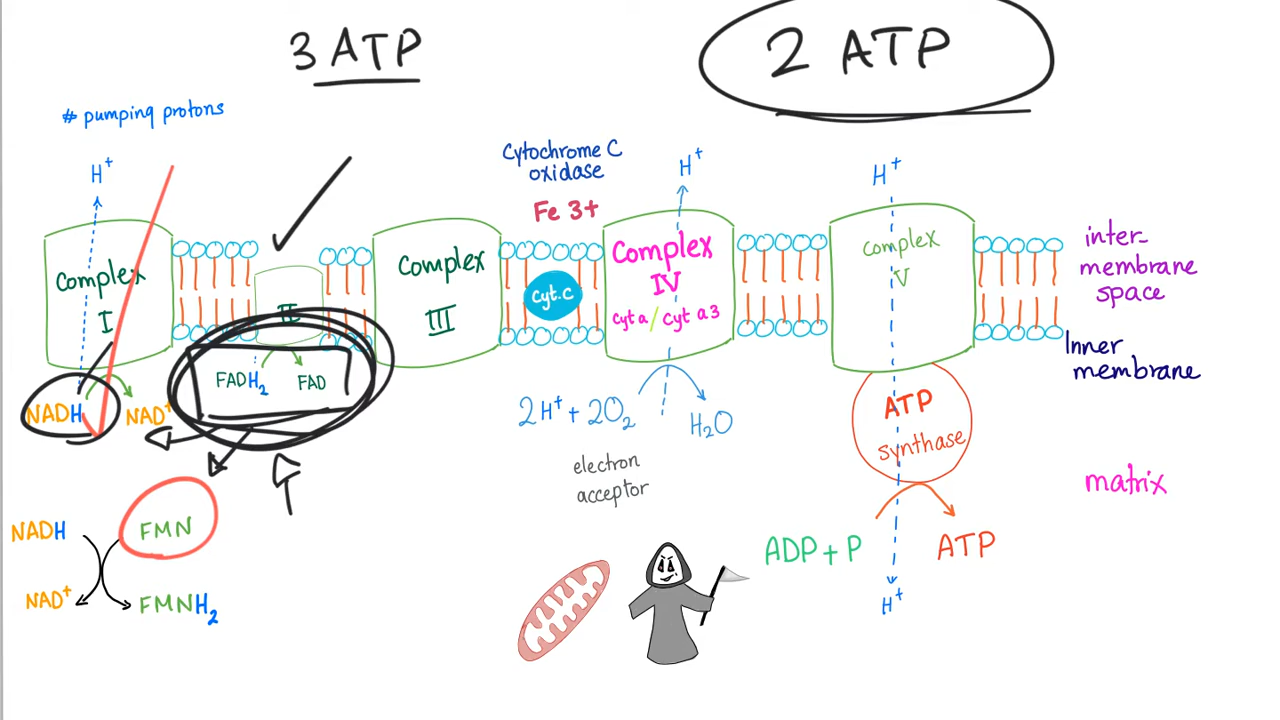 3 ATP
2 ATP
# pumping protons
H+
Cytochrome C
oxidase
Fe 3+
H+
H+
Complex
I
II
Complex
III
Cyt.c
Complex
IV
Cyt a/Cyt a3
Complex
V
inter-
membrane
space
Inner
membrane
NADH
NAD+
FADH2
FAD
2H+ + 2O2
H2O
electron
acceptor
ATP
synthase
matrix
NADH
FMN
NAD+
FMNH2
ADP + P
ATP
H+